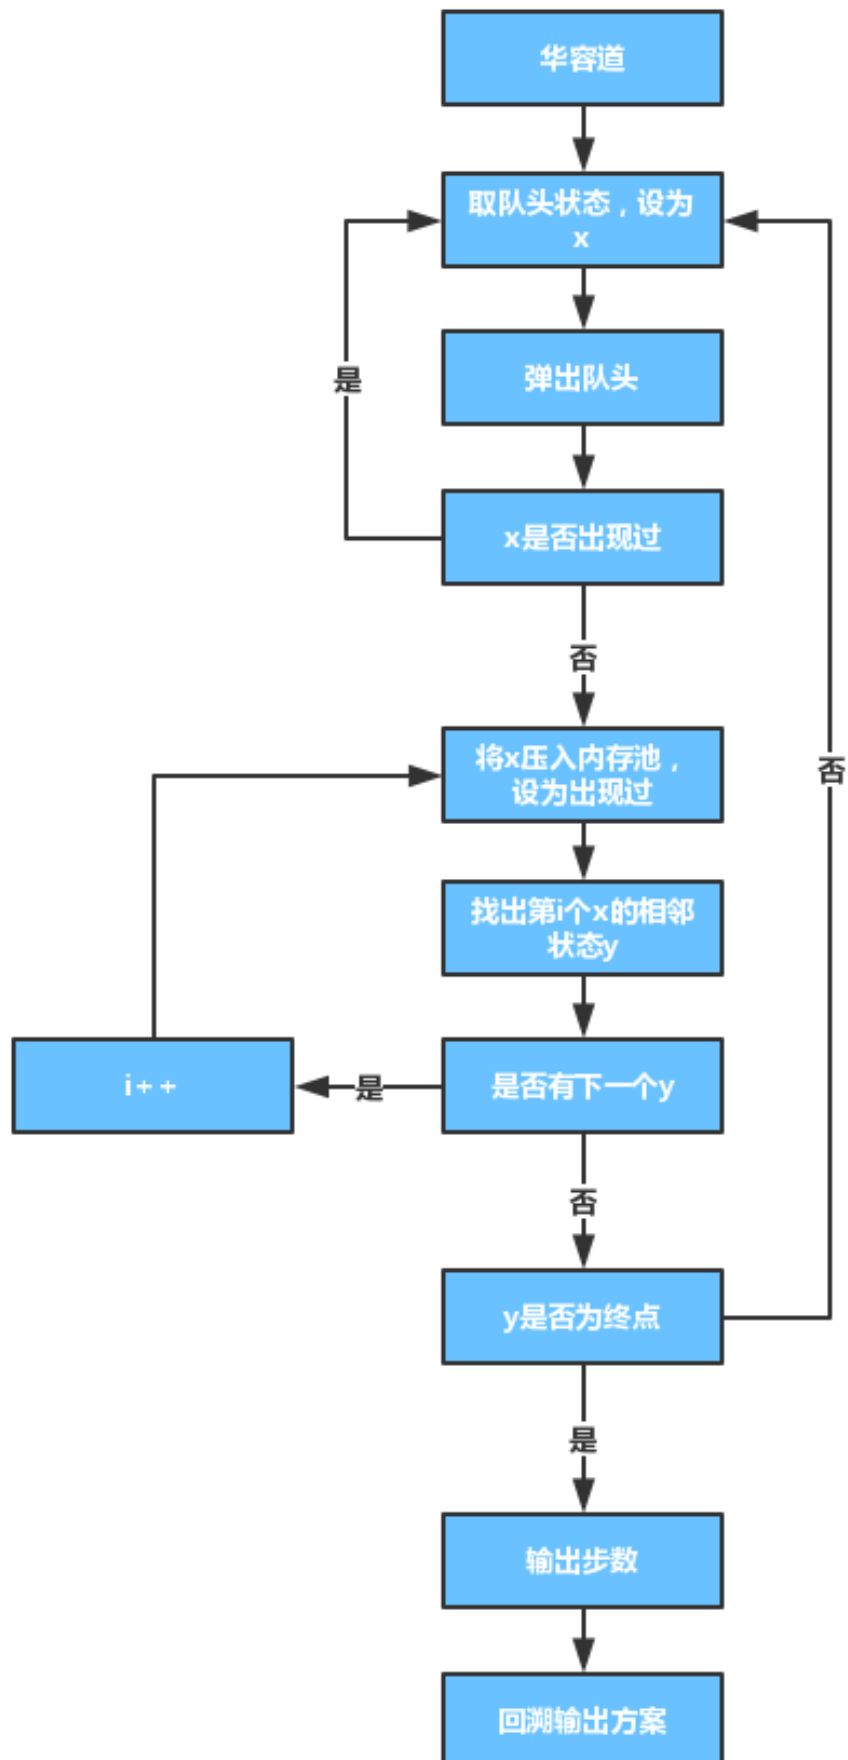 华容道
取队头状态，设为
x
弹出队头
是
x是否出现过
否
将x压入内存池，
设为出现过
否
找出第i个x的相邻
状态y
i++
是
是否有下一个y
否
y是否为终点
是
输出步数
回溯输出方案